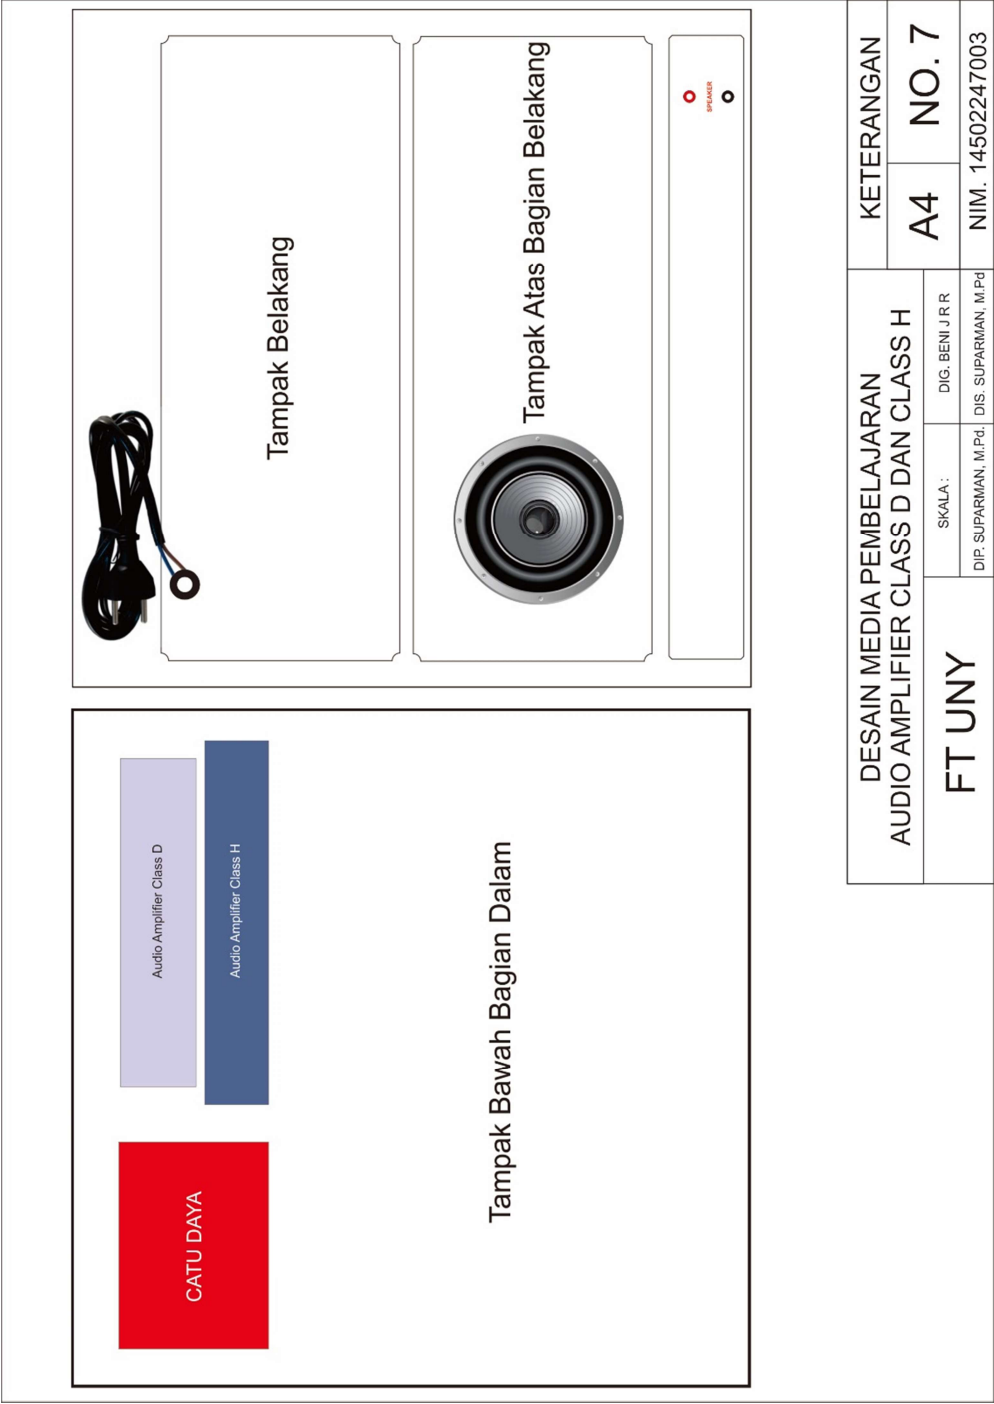 CATU DAYA
Audio Amplifier Class D
Audio Amplifier Class H
Tampak Bawah Bagian Dalam
Tampak Belakang
Tampak Atas Bagian Belakang
SPEAKER
DESAIN MEDIA PEMBELAJARAN
AUDIO AMPLIFIER CLASS D DAN CLASS H
KETERANGAN
FT UNY
SKALA :
DIG. BENI J R R
A4
NO. 7
DIP. SUPARMAN, M.Pd.
DIS. SUPARMAN, M.Pd
NIM. 14502247003